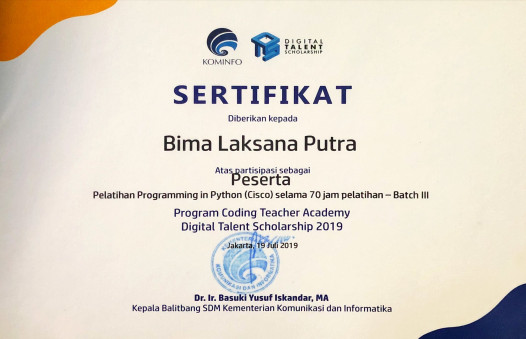 KOMINFO
DIGITAL
TALENT
SCHOLARSHIP
SERTIFIKAT
Diberikan kepada
Bima Laksana Putra
Atas partisipasi sebagai
Peserta
Pelatihan Programming in Python (Cisco) selama 70 jam pelatihan – Batch III
Program Coding Teacher Academy
Digital Talent Scholarship 2019
Jakarta, 19 Juli 2019
Dr. Ir. Basuki Yusuf Iskandar, MA
Kepala Balitbang SDM Kementerian Komunikasi dan Informatika